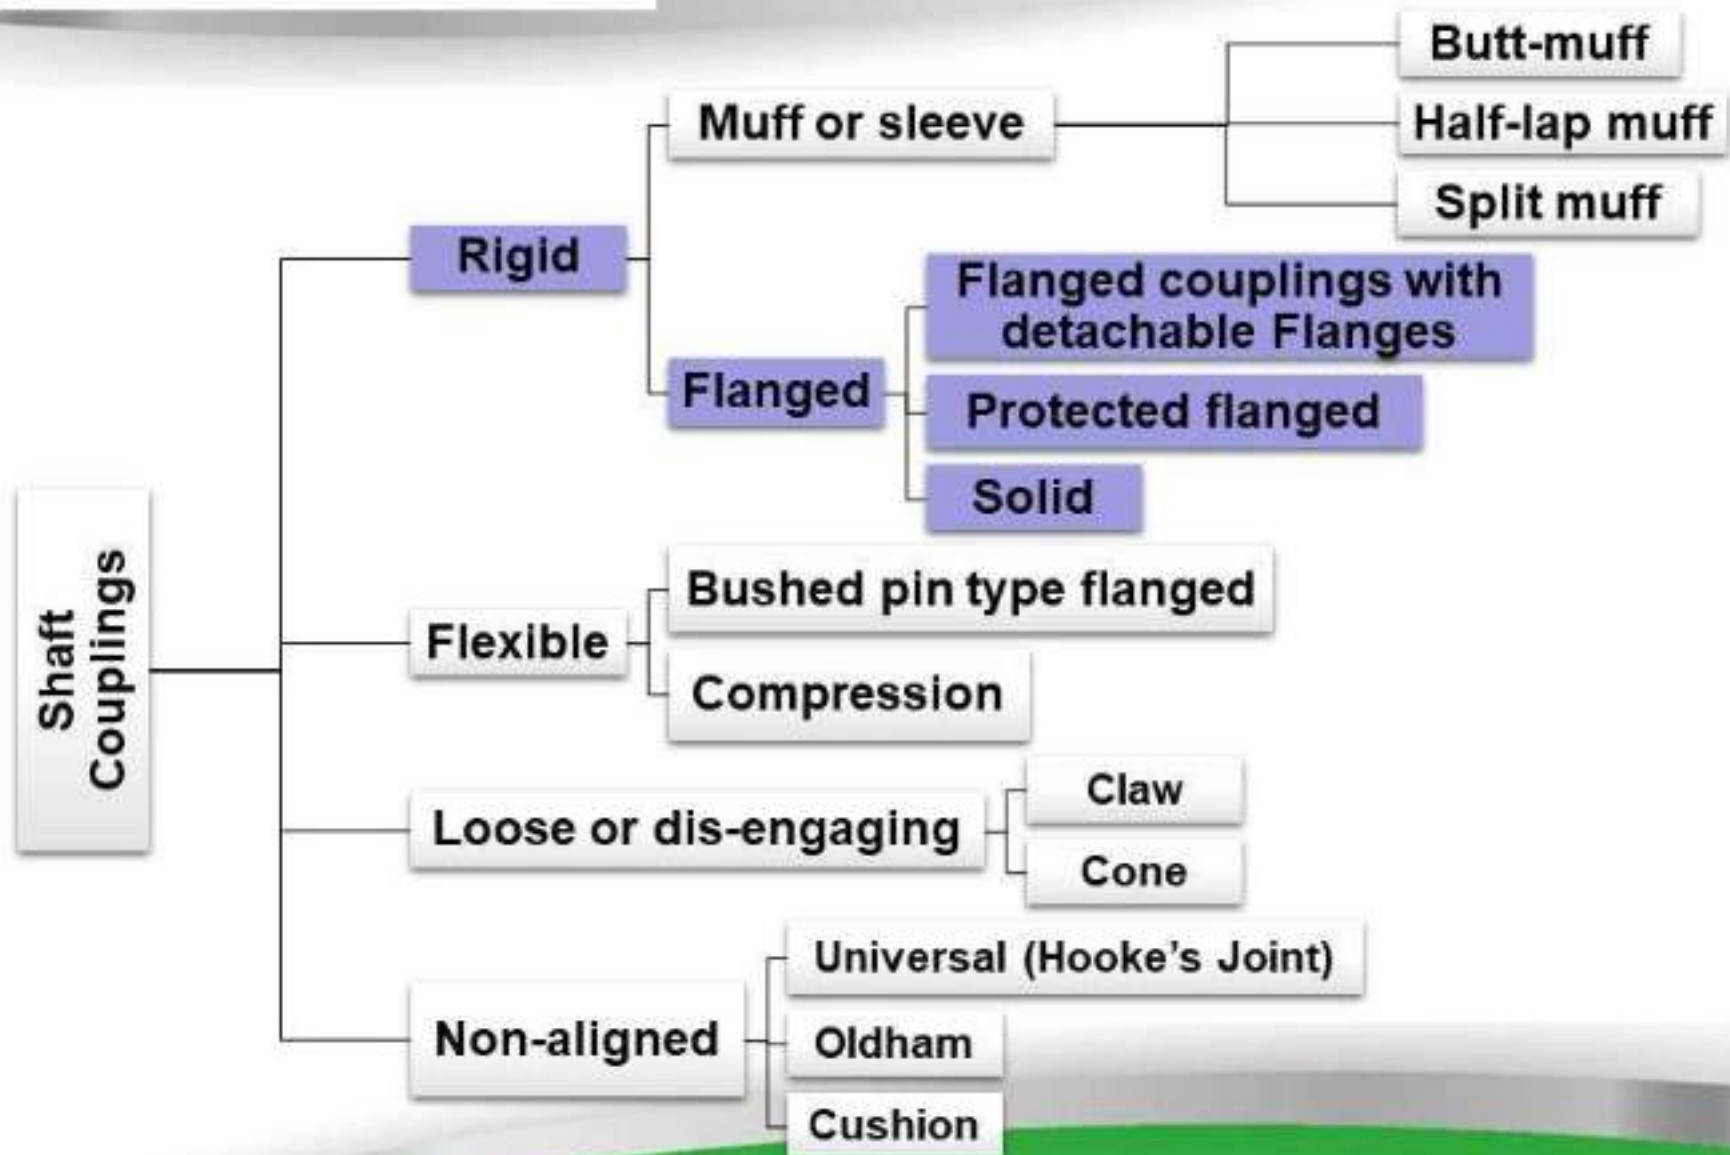 Shaft
Couplings
Rigid
Muff or sleeve
Butt-muff
Half-lap muff
Split muff
Flanged
Flanged couplings with
detachable Flanges
Protected flanged
Solid
Flexible
Bushed pin type flanged
Compression
Loose or dis-engaging
Claw
Cone
Non-aligned
Universal (Hooke's Joint)
Oldham
Cushion